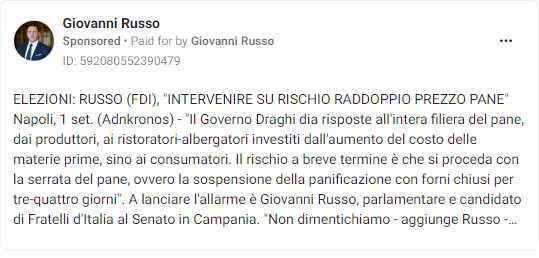 Giovanni Russo
Sponsored • Paid for by Giovanni Russo
ID: 592080552390479
ELEZIONI: RUSSO (FDI), "INTERVENIRE SU RISCHIO RADDOPPIO PREZZO PANE"
Napoli, 1 set. (Adnkronos) - "Il Governo Draghi dia risposte all'intera filiera del pane,
dai produttori, ai ristoratori-albergatori investiti dall'aumento del costo delle
materie prime, sino ai consumatori. Il rischio a breve termine è che si proceda con
la serrata del pane, ovvero la sospensione della panificazione con forni chiusi per
tre-quattro giorni". A lanciare l'allarme è Giovanni Russo, parlamentare e candidato
di Fratelli d'Italia al Senato in Campania. "Non dimentichiamo - aggiunge Russo -...